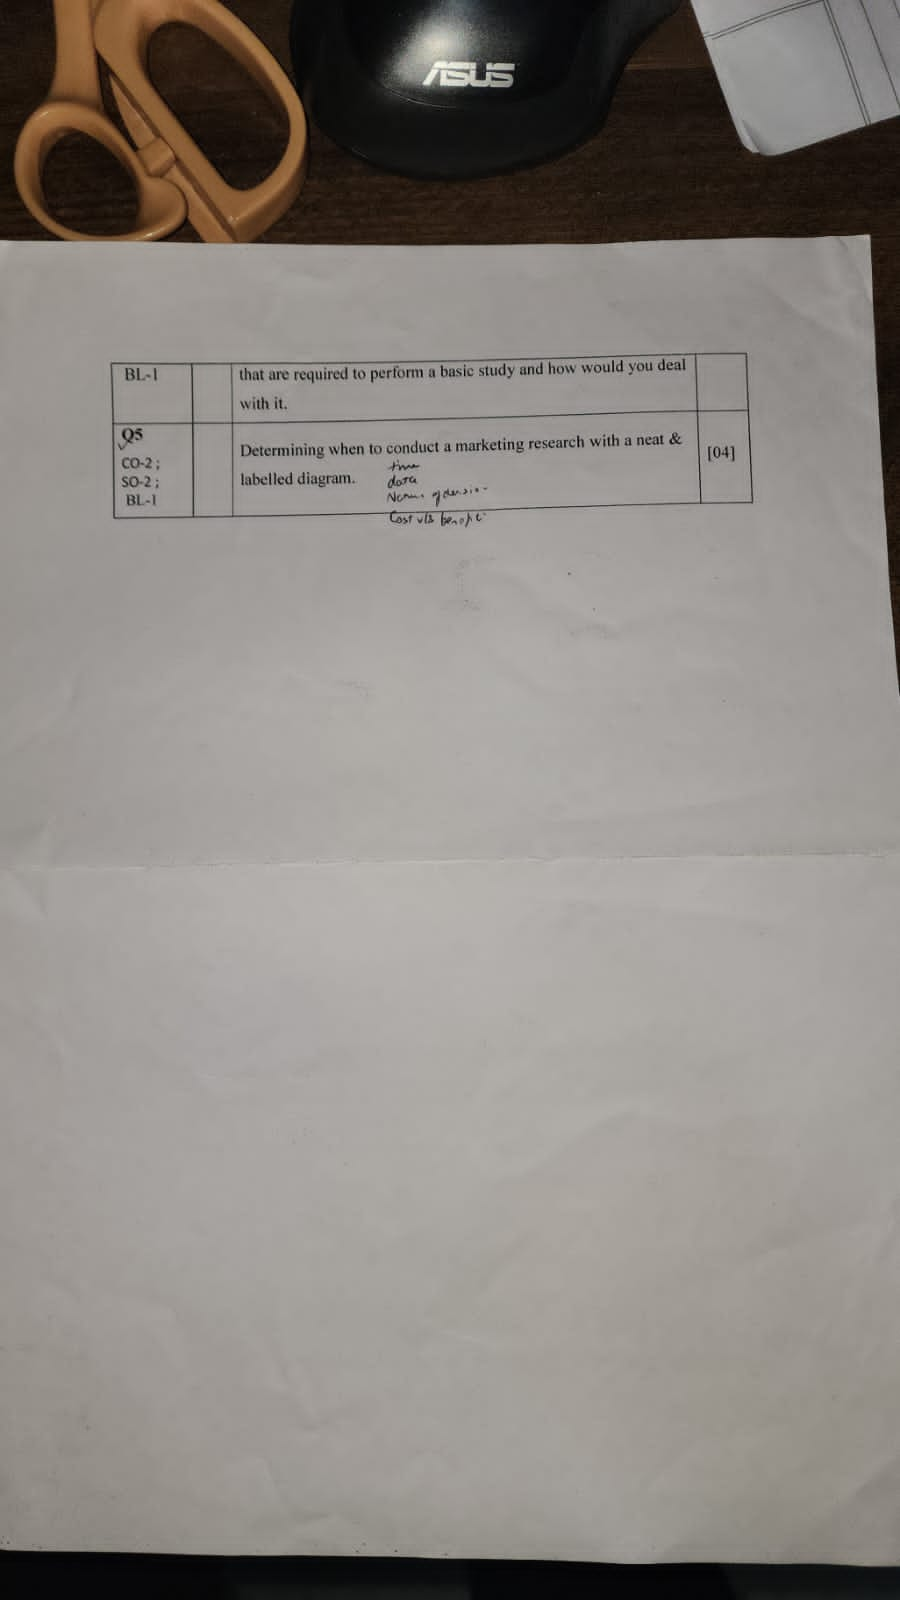 ASUS
BL-1
that are required to perform a basic study and how would you deal
with it.
Q5
CO-2;
SO-2;
BL-1
Determining when to conduct a marketing research with a neat &
labelled diagram.
[04]
time
data
of
Cost v/s benefit